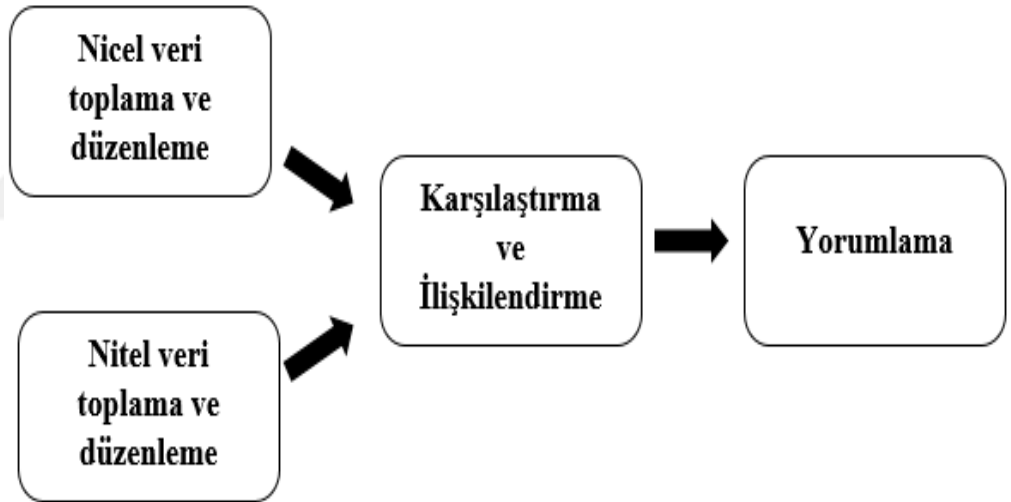 Nicel veri
toplama ve
düzenleme
Nitel veri
toplama ve
düzenleme
Karşılaştırma
ve
İlişkilendirme
Yorumlama